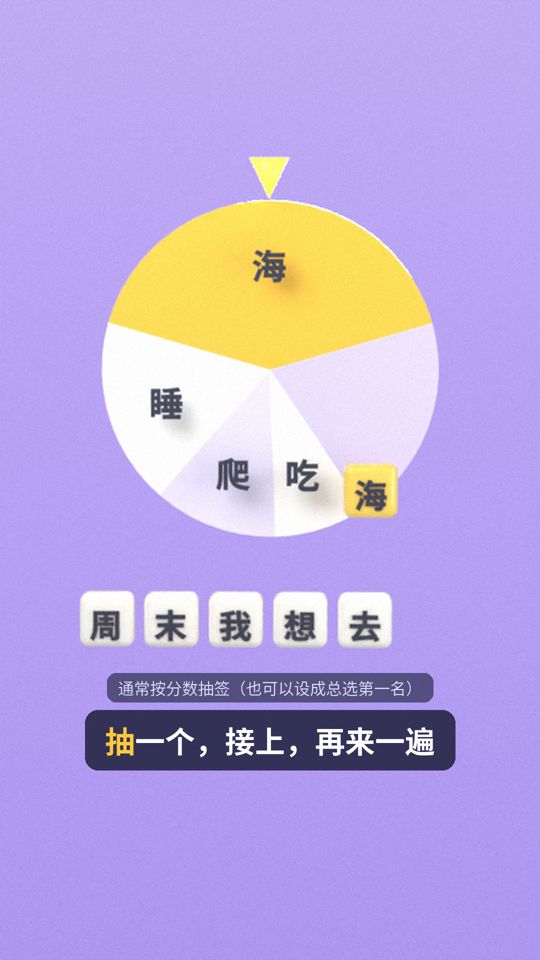 海
睡
爬
吃
海
周末我想去
通常按分数抽签（也可以设成总选第一名）
抽一个，接上，再来一遍